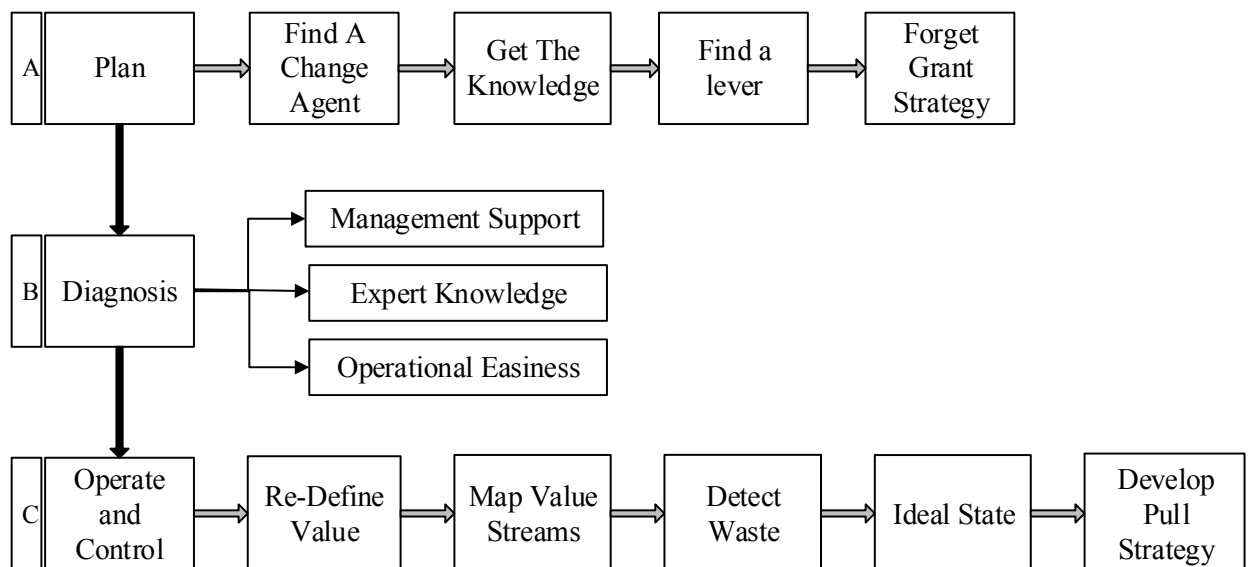 A
Plan
Find A
Change
Agent
Get The
Knowledge
Find a
lever
Forget
Grant
Strategy
B
Diagnosis
Management Support
Expert Knowledge
Operational Easiness
C
Operate
and
Control
Re-Define
Value
Map Value
Streams
Detect
Waste
Ideal State
Develop
Pull
Strategy